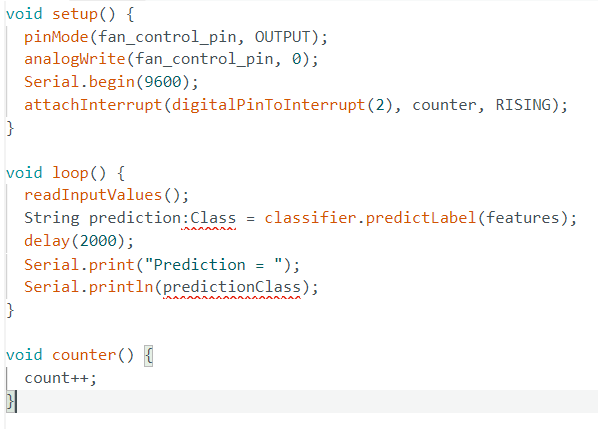 void setup() {
  pinMode(fan_control_pin, OUTPUT);
  analogWrite(fan_control_pin, 0);
  Serial.begin(9600);
  attachInterrupt(digitalPinToInterrupt(2), counter, RISING);
}

void loop() {
  readInputValues();
  String prediction:Class = classifier.predictLabel(features);
  delay(2000);
  Serial.print("Prediction = ");
  Serial.println(predictionClass);
}

void counter() {
  count++;
}